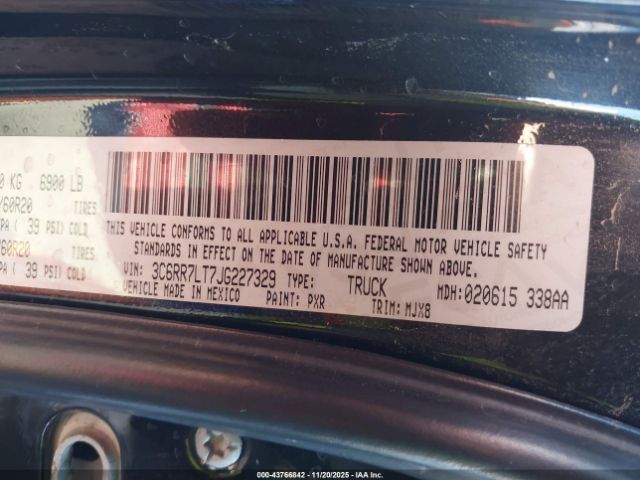 0 KG 6900 LB
/60R20 TIRES
PA ( 39 PSI) COLD
60R20 TIRES
PA ( 39 PSI) COLD
THIS VEHICLE CONFORMS TO ALL APPLICABLE U.S.A. FEDERAL MOTOR VEHICLE SAFETY
STANDARDS IN EFFECT ON THE DATE OF MANUFACTURE SHOWN ABOVE.
VIN: 3C6RR7LT7JG227329 TYPE: TRUCK MDH: 020615 338AA
VEHICLE MADE IN MEXICO PAINT: PXR TRIM: MJX8
000-43766842 - 11/20/2025 - IAA Inc.